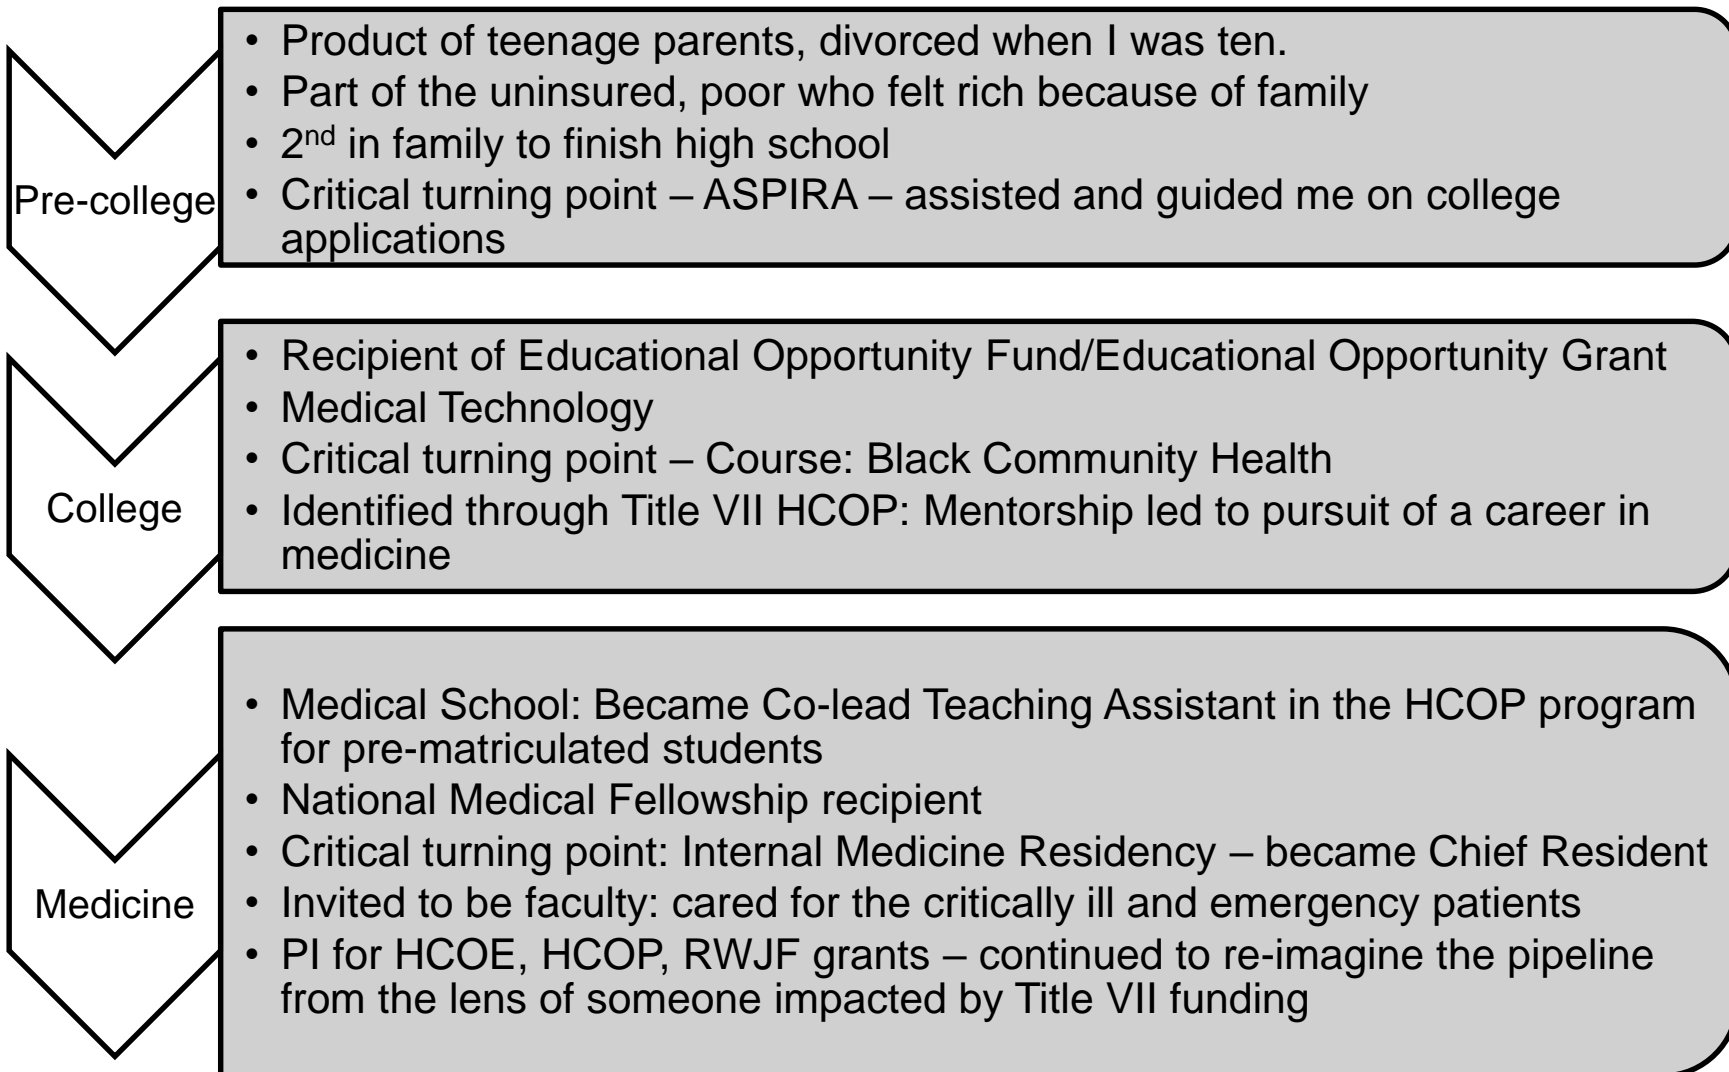 Pre-college
• Product of teenage parents, divorced when I was ten.
• Part of the uninsured, poor who felt rich because of family
• 2nd in family to finish high school
• Critical turning point – ASPIRA – assisted and guided me on college
applications
College
• Recipient of Educational Opportunity Fund/Educational Opportunity Grant
• Medical Technology
• Critical turning point – Course: Black Community Health
• Identified through Title VII HCOP: Mentorship led to pursuit of a career in
medicine
Medicine
• Medical School: Became Co-lead Teaching Assistant in the HCOP program
for pre-matriculated students
• National Medical Fellowship recipient
• Critical turning point: Internal Medicine Residency – became Chief Resident
• Invited to be faculty: cared for the critically ill and emergency patients
• PI for HCOE, HCOP, RWJF grants – continued to re-imagine the pipeline
from the lens of someone impacted by Title VII funding